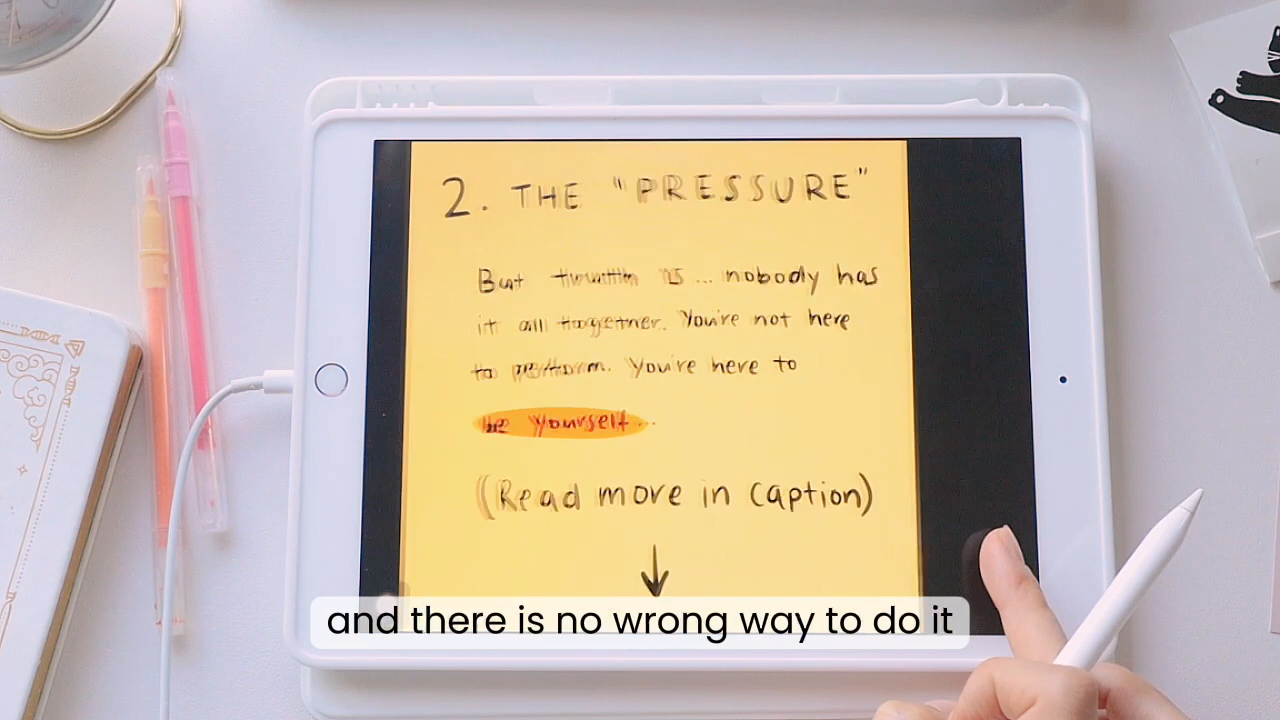 2. THE "PRESSURE"
But truth is... nobody has
it all together. You're not here
to perform. You're here to
be yourself.
(Read more in caption)
and there is no wrong way to do it